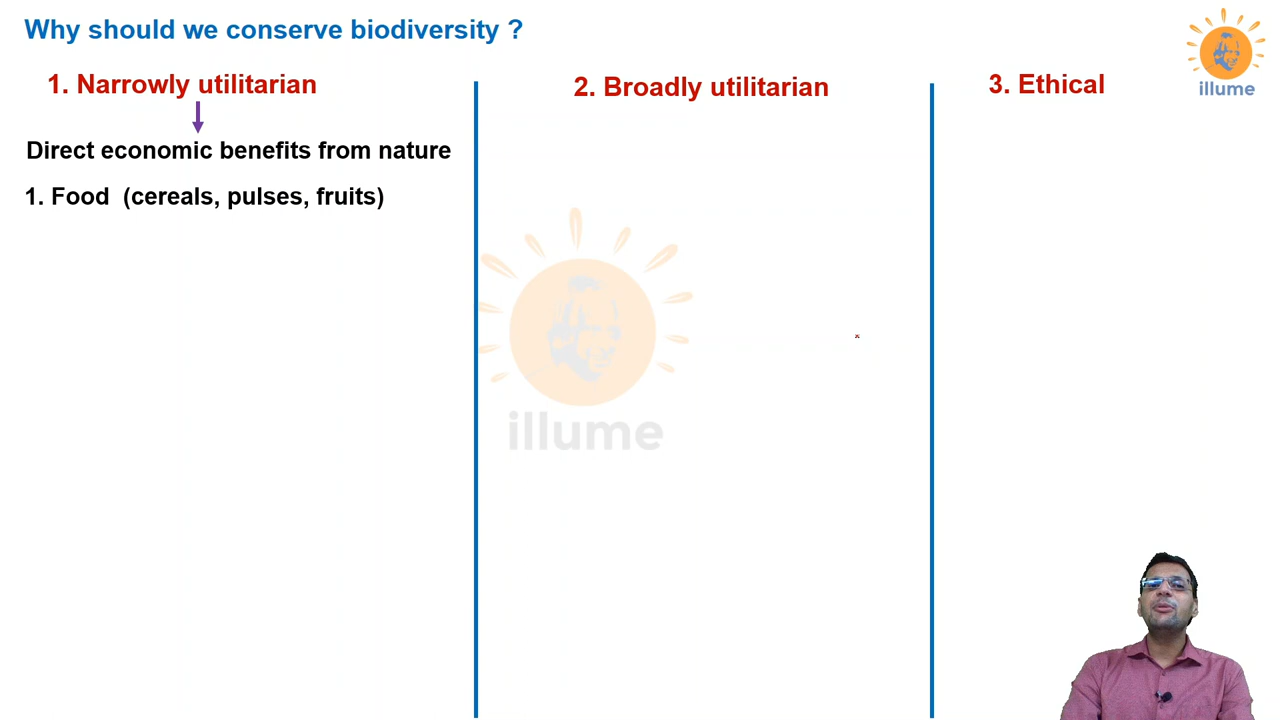 Why should we conserve biodiversity ?
1. Narrowly utilitarian
2. Broadly utilitarian
3. Ethical
illume
Direct economic benefits from nature
1. Food (cereals, pulses, fruits)
illume